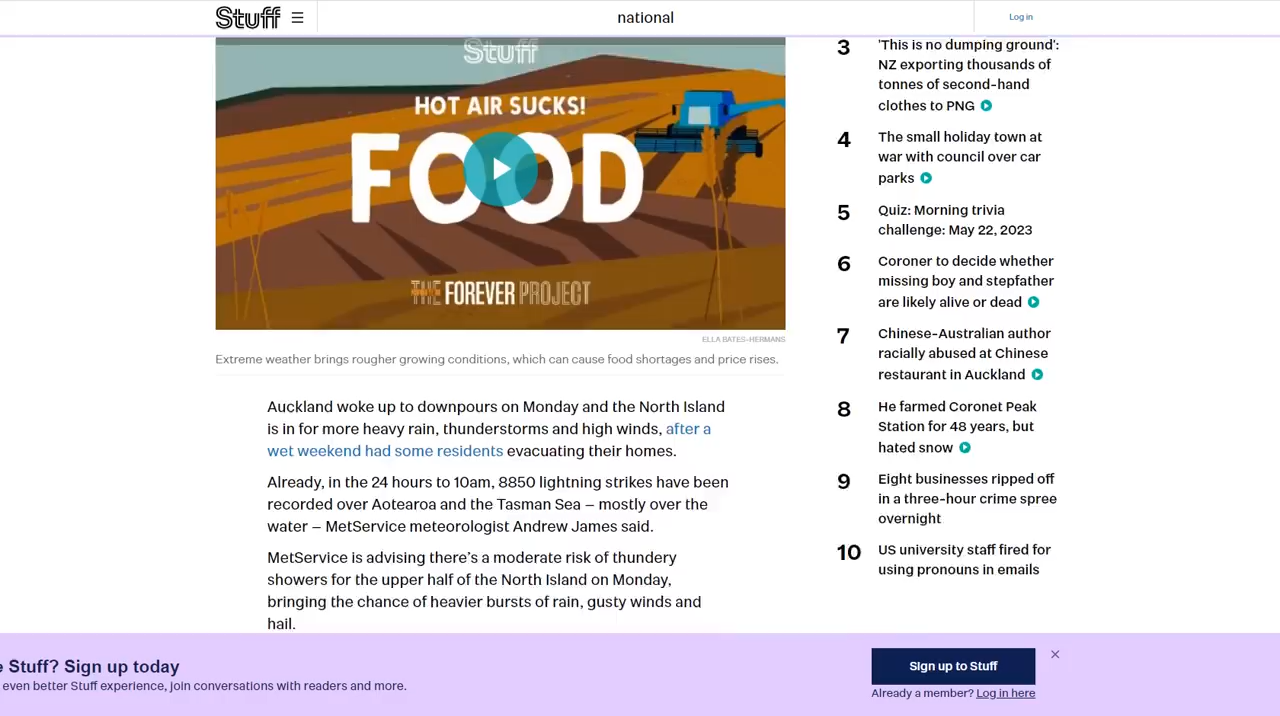 Stuff
national
Log in
Stuff
HOT AIR SUCKS!
FOOD
THE FOREVER PROJECT
ELLA BATES-HERMANS
Extreme weather brings rougher growing conditions, which can cause food shortages and price rises.
Auckland woke up to downpours on Monday and the North Island
is in for more heavy rain, thunderstorms and high winds, after a
wet weekend had some residents evacuating their homes.
Already, in the 24 hours to 10am, 8850 lightning strikes have been
recorded over Aotearoa and the Tasman Sea – mostly over the
water – MetService meteorologist Andrew James said.
MetService is advising there's a moderate risk of thundery
showers for the upper half of the North Island on Monday,
bringing the chance of heavier bursts of rain, gusty winds and
hail.
3 'This is no dumping ground':
NZ exporting thousands of
tonnes of second-hand
clothes to PNG
4 The small holiday town at
war with council over car
parks
5 Quiz: Morning trivia
challenge: May 22, 2023
6 Coroner to decide whether
missing boy and stepfather
are likely alive or dead
7 Chinese-Australian author
racially abused at Chinese
restaurant in Auckland
8 He farmed Coronet Peak
Station for 48 years, but
hated snow
9 Eight businesses ripped off
in a three-hour crime spree
overnight
10 US university staff fired for
using pronouns in emails
e Stuff? Sign up today
even better Stuff experience, join conversations with readers and more.
Sign up to Stuff
Already a member? Log in here